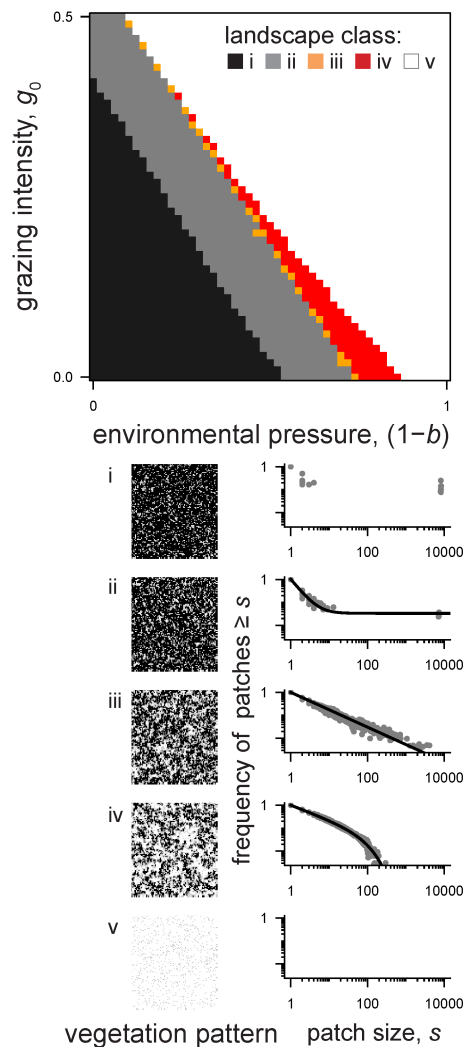 landscape class:
i ii iii iv v
0.5
grazing intensity, g0
0.0
0 1
environmental pressure, (1−b)
i
1
1 100 10000
ii
1
1 100 10000
iii
1
1 100 10000
iv
1
1 100 10000
v
1
1 100 10000
frequency of patches ≥ s
vegetation pattern
patch size, s